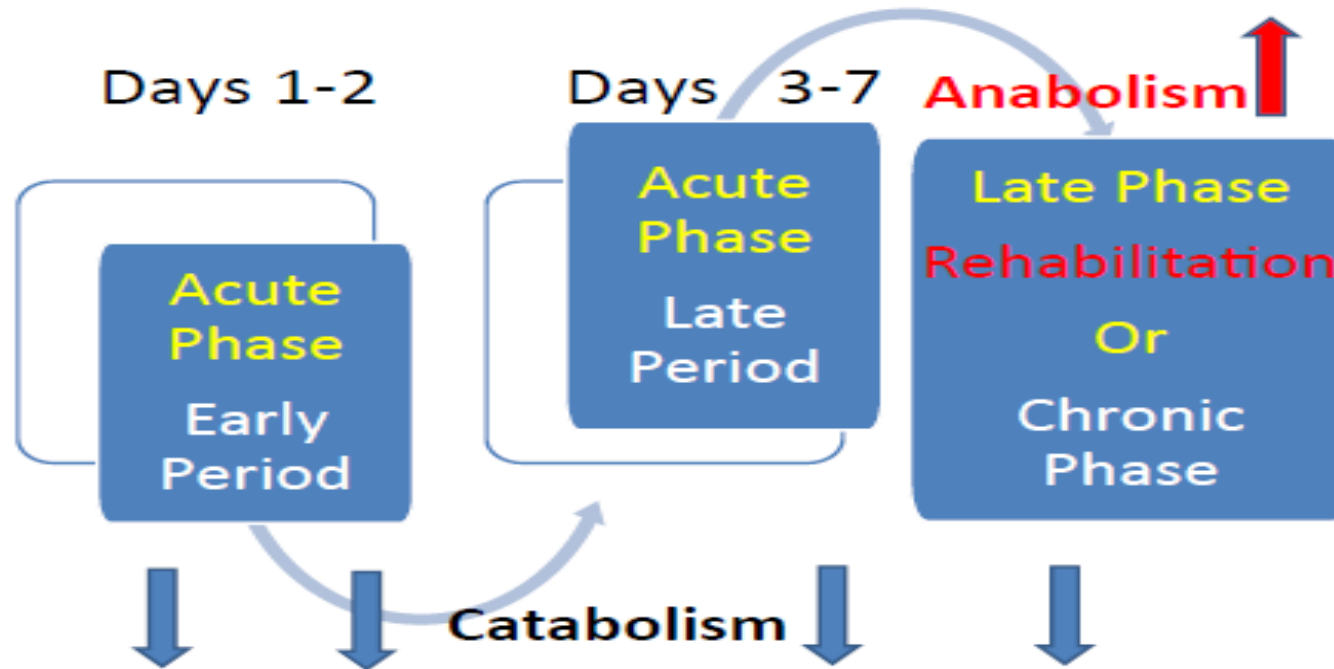 Days 1-2
Acute
Phase
Early
Period
Days 3-7
Acute
Phase
Late
Period
Anabolism
Late Phase
Rehabilitation
Or
Chronic
Phase
Catabolism